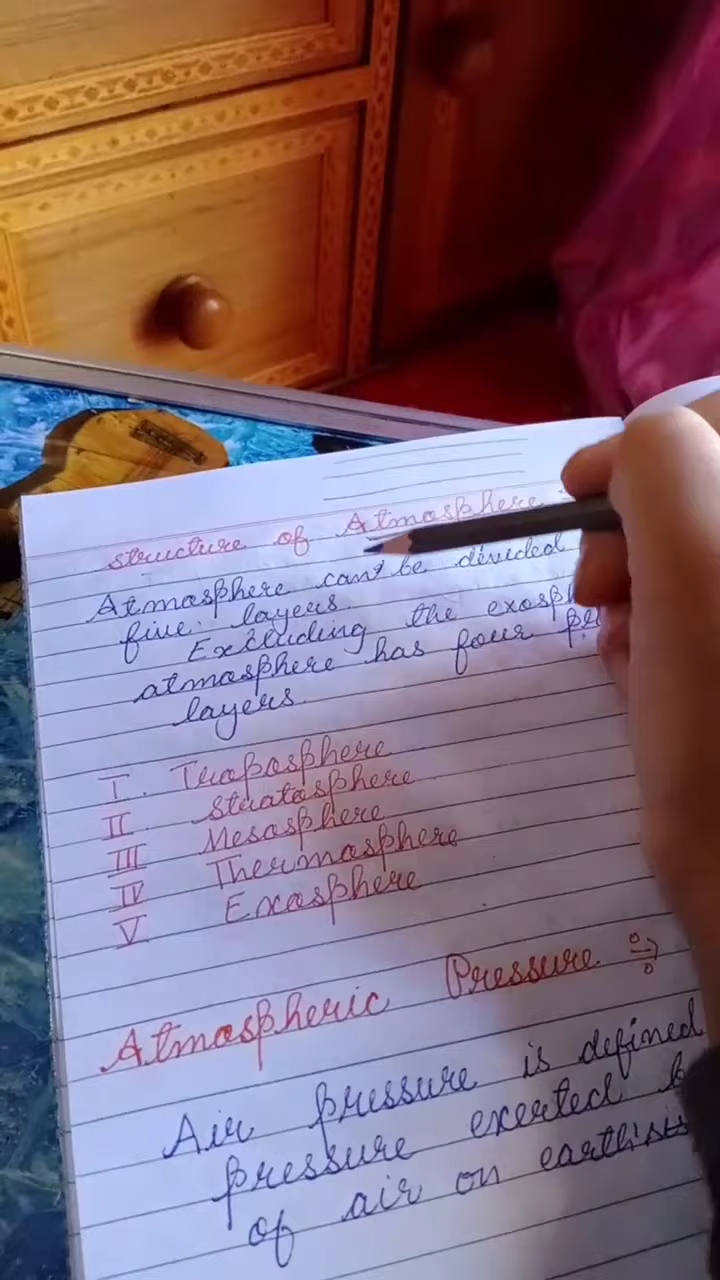 structure of Atmosphere
Atmosphere can't be divided
five layers.
Excluding the exosph
atmosphere has four
layers.
I. Troposphere
II Stratosphere
III Mesosphere
IV Thermosphere
V Exosphere
Atmospheric Pressure
Air pressure is defined
pressure exerted
of air on earth's